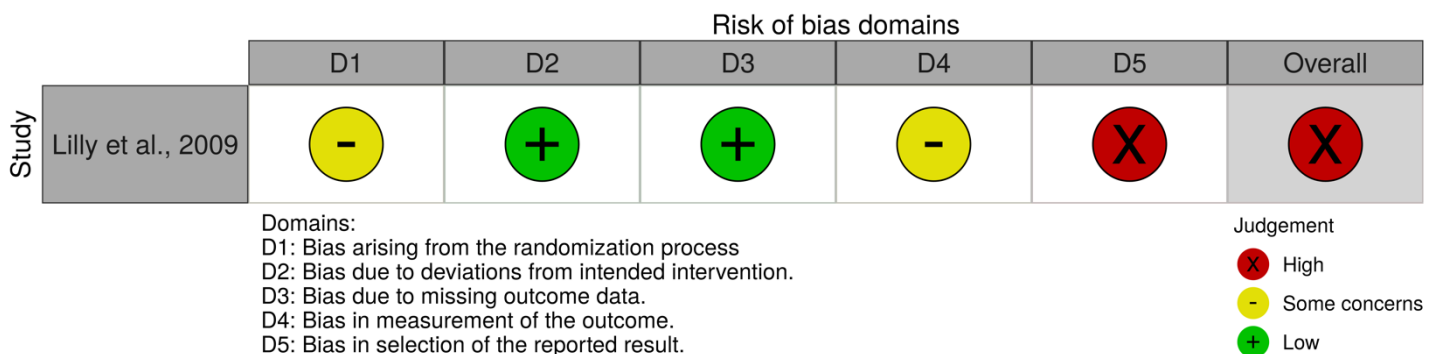 Risk of bias domains
D1 D2 D3 D4 D5 Overall
Study
Lilly et al., 2009 - + + - X X
Domains:
D1: Bias arising from the randomization process
D2: Bias due to deviations from intended intervention.
D3: Bias due to missing outcome data.
D4: Bias in measurement of the outcome.
D5: Bias in selection of the reported result.
Judgement
X High
- Some concerns
+ Low